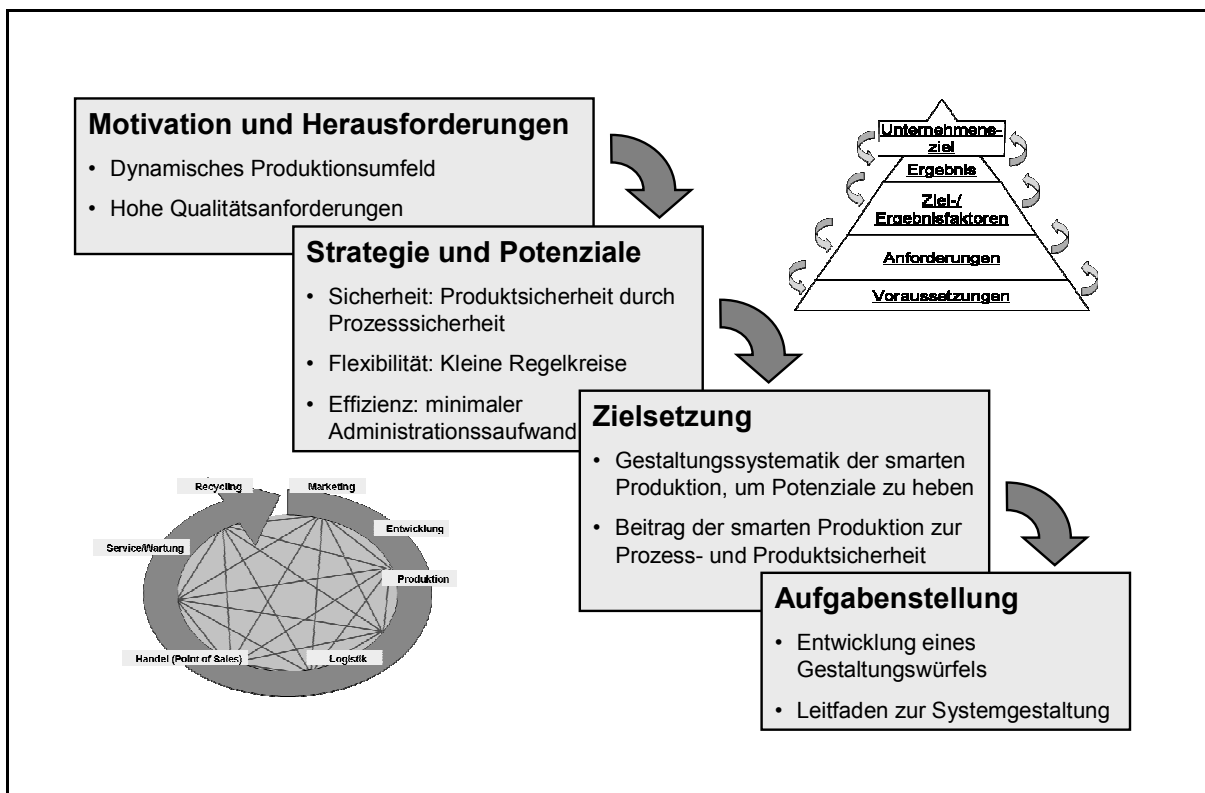 Motivation und Herausforderungen
• Dynamisches Produktionsumfeld
• Hohe Qualitätsanforderungen
Unternehmens-
ziel
Ergebnis
Ziel-/
Ergebnisfaktoren
Anforderungen
Voraussetzungen
Strategie und Potenziale
• Sicherheit: Produktsicherheit durch
Prozesssicherheit
• Flexibilität: Kleine Regelkreise
• Effizienz: minimaler
Administrationssaufwand
Zielsetzung
• Gestaltungssystematik der smarten
Produktion, um Potenziale zu heben
• Beitrag der smarten Produktion zur
Prozess- und Produktsicherheit
Recycling
Marketing
Entwicklung
Service/Wartung
Produktion
Handel (Point of Sales)
Logistik
Aufgabenstellung
• Entwicklung eines
Gestaltungswürfels
• Leitfaden zur Systemgestaltung